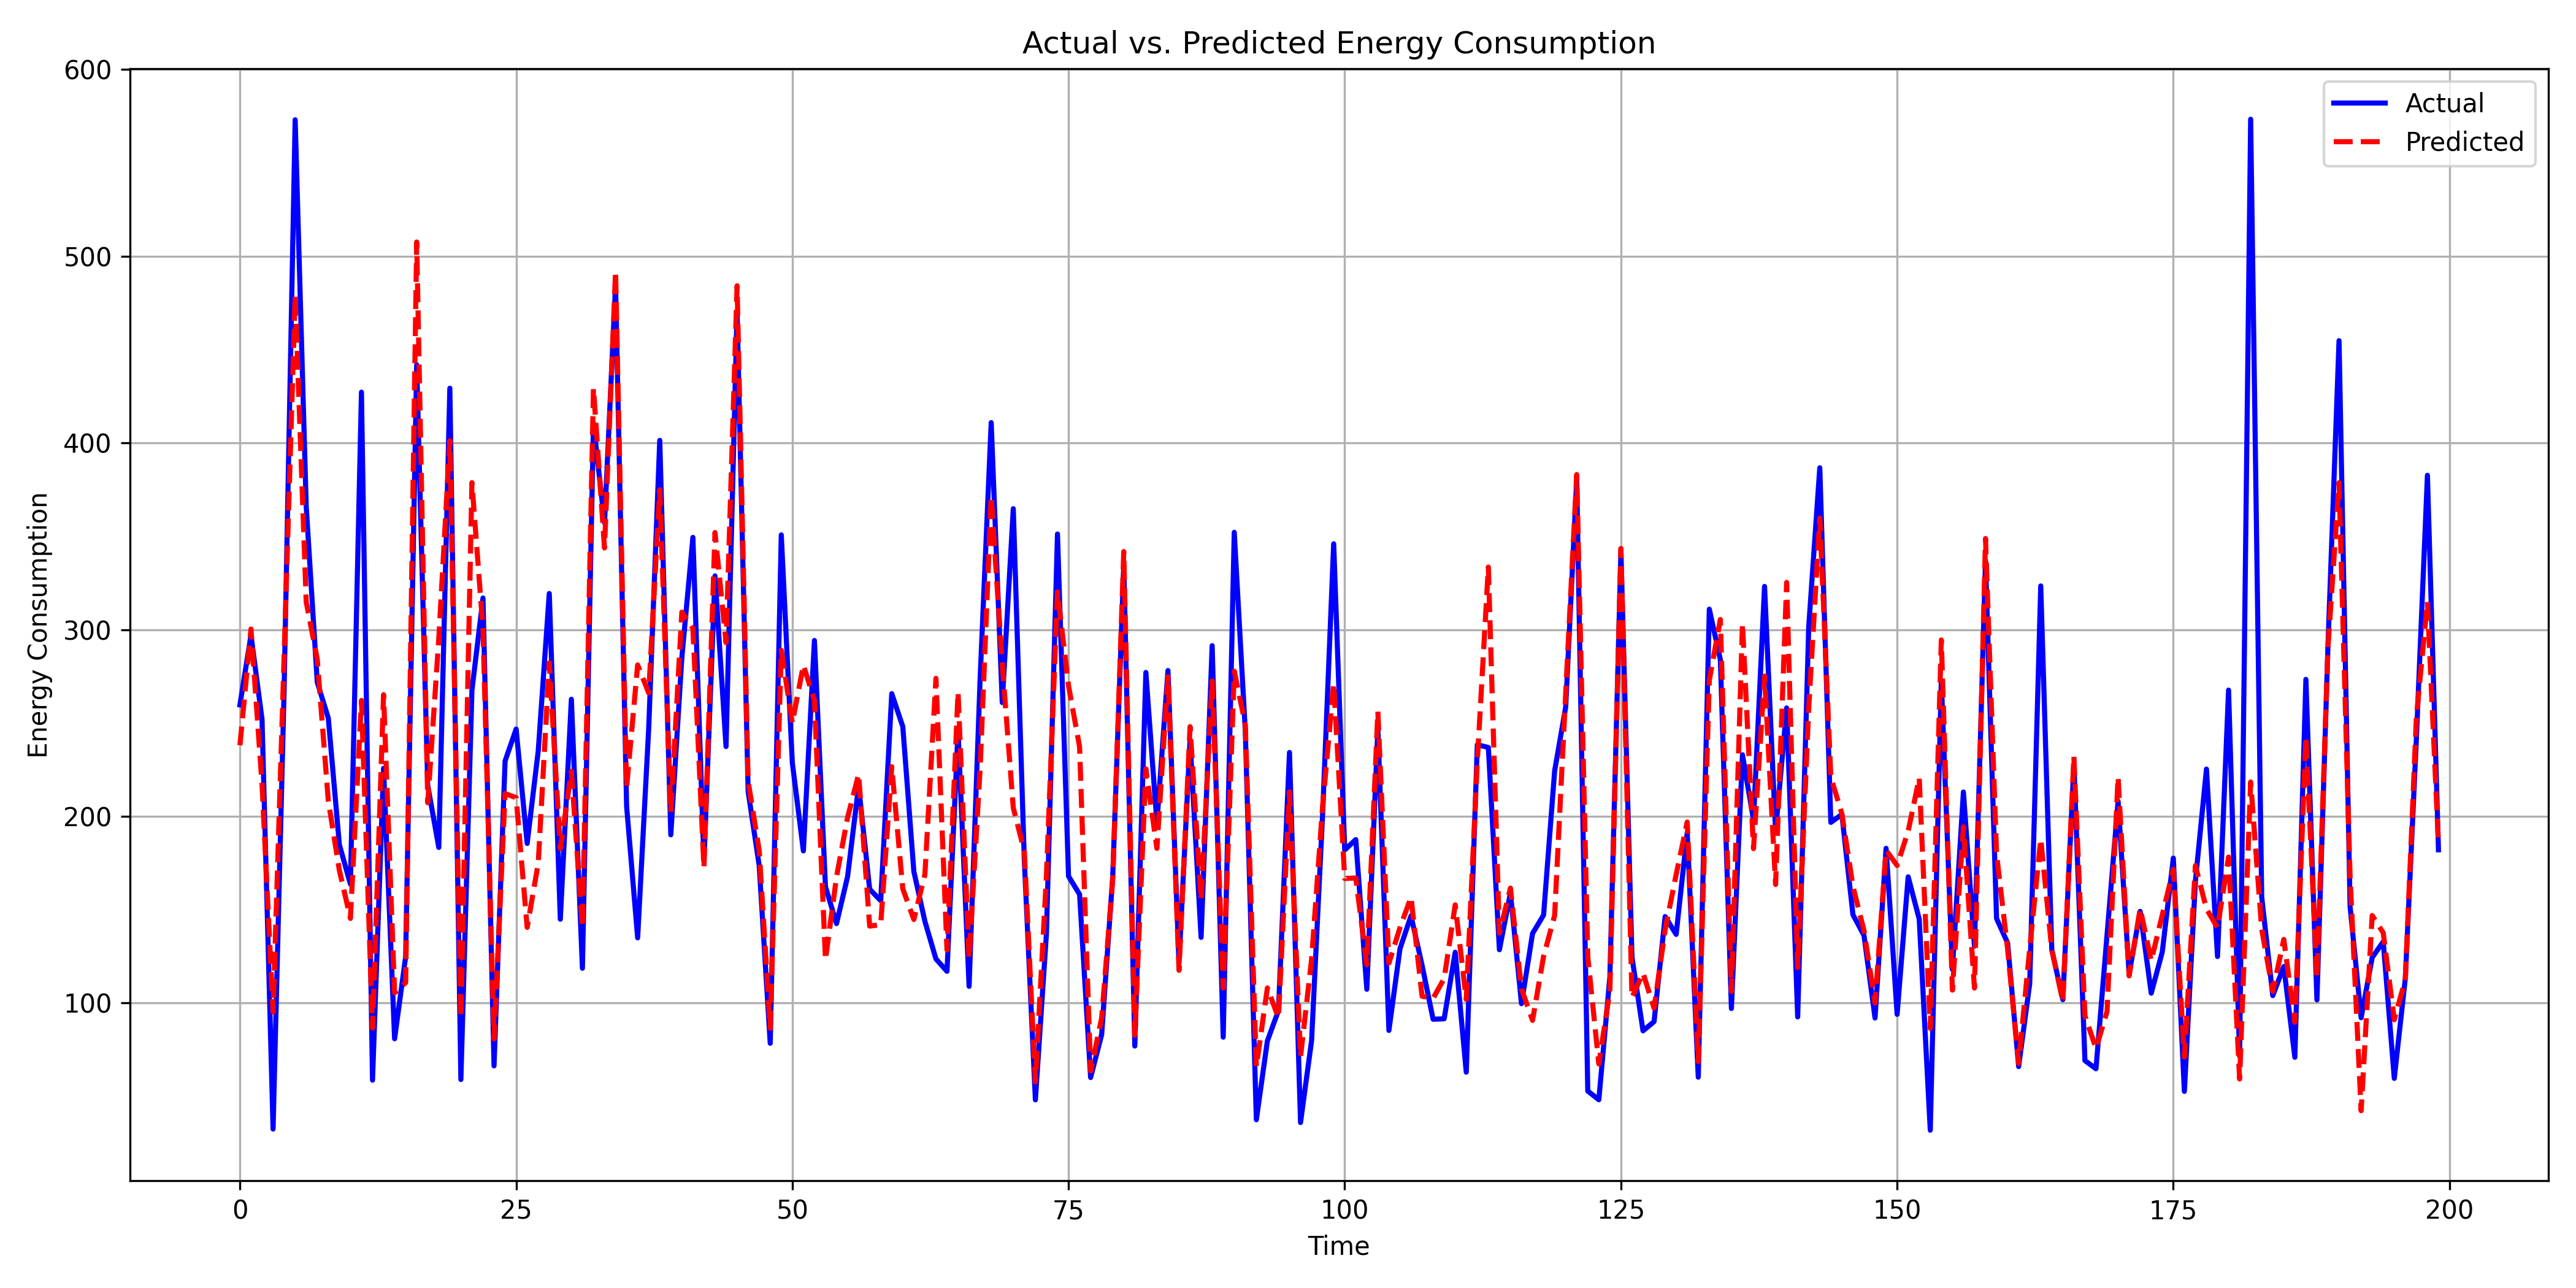 Actual vs. Predicted Energy Consumption
Actual
Predicted
Energy Consumption
600
500
400
300
200
100
0 25 50 75 100 125 150 175 200
Time